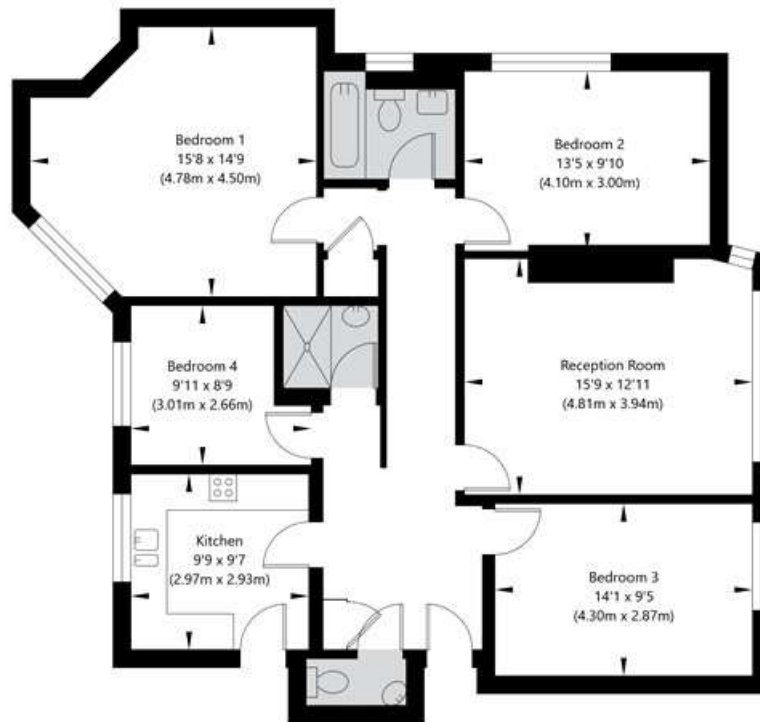 Bedroom 1
15'8 x 14'9
(4.78m x 4.50m)
Bedroom 2
13'5 x 9'10
(4.10m x 3.00m)
Bedroom 4
9'11 x 8'9
(3.01m x 2.66m)
Reception Room
15'9 x 12'11
(4.81m x 3.94m)
Kitchen
9'9 x 9'7
(2.97m x 2.93m)
Bedroom 3
14'1 x 9'5
(4.30m x 2.87m)